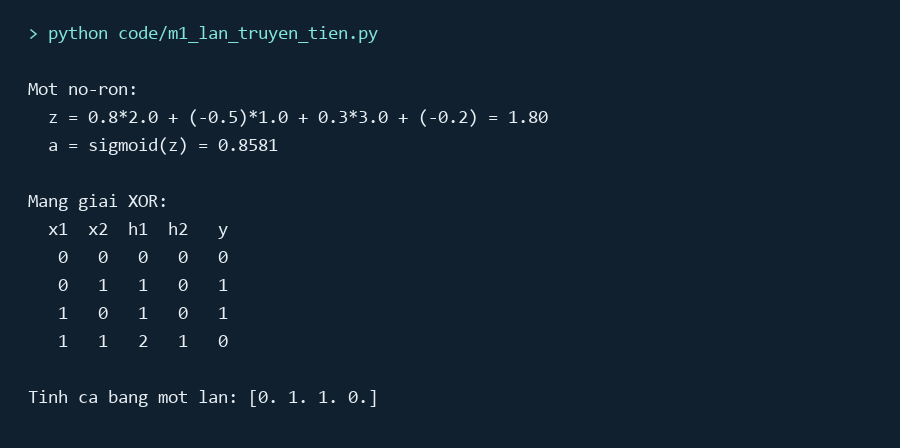 > python code/m1_lan_truyen_tien.py
Mot no-ron:
z = 0.8*2.0 + (-0.5)*1.0 + 0.3*3.0 + (-0.2) = 1.80
a = sigmoid(z) = 0.8581
Mang giai XOR:
x1 x2 h1 h2 y
0 0 0 0 0
0 1 1 0 1
1 0 1 0 1
1 1 2 1 0
Tinh ca bang mot lan: [0. 1. 1. 0.]